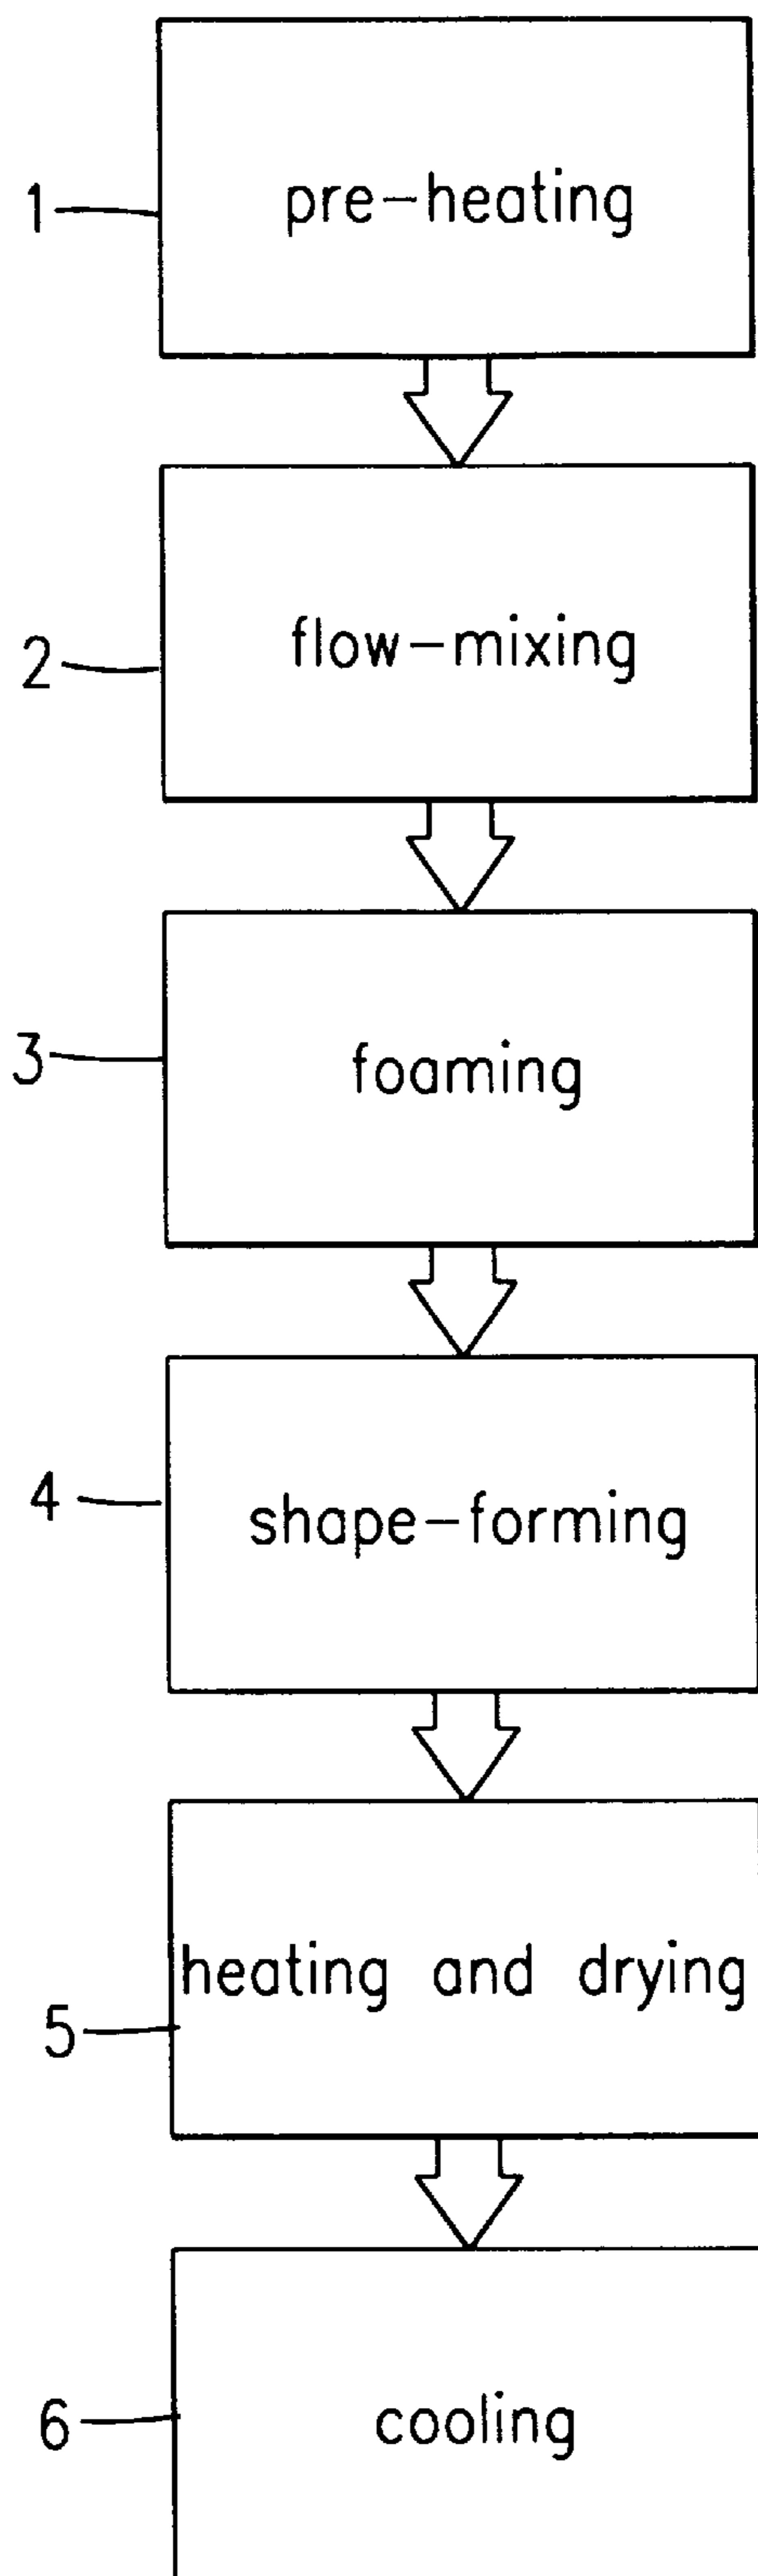 1
pre-heating
2
flow-mixing
3
foaming
4
shape-forming
heating and drying
5
6
cooling